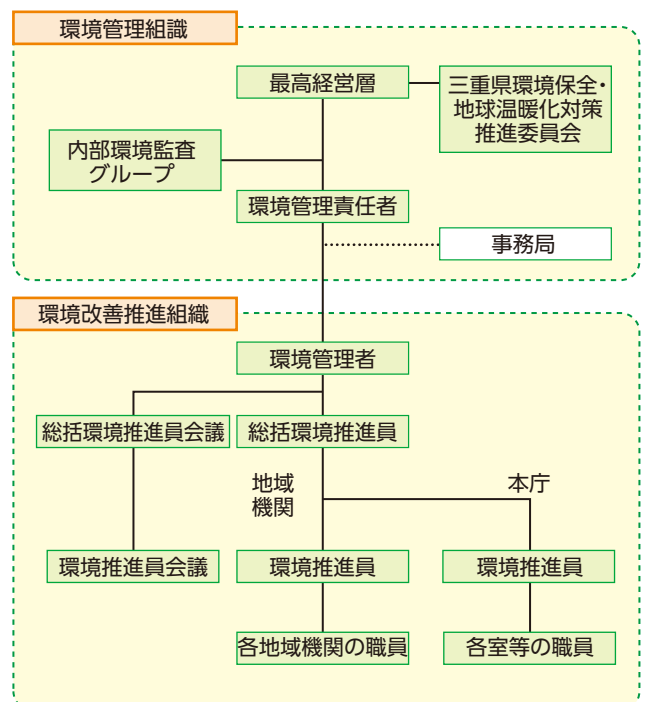 環境管理組織
最高経営層
三重県環境保全・
地球温暖化対策
推進委員会
内部環境監査
グループ
環境管理責任者
事務局
環境改善推進組織
環境管理者
総括環境推進員会議
総括環境推進員
地域
機関
本庁
環境推進員会議
環境推進員
環境推進員
各地域機関の職員
各室等の職員